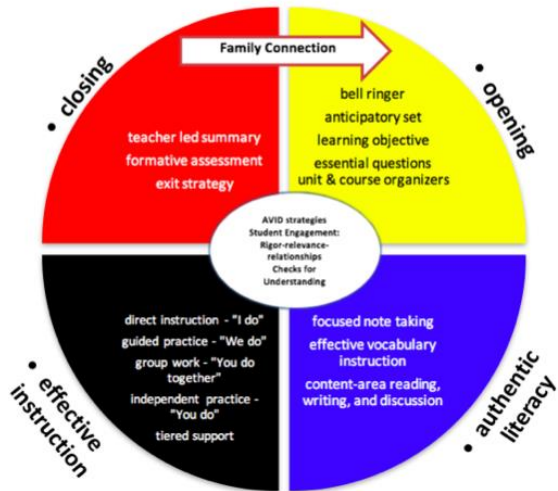 Family Connection
• closing
teacher led summary
formative assessment
exit strategy
• opening
bell ringer
anticipatory set
learning objective
essential questions
unit & course organizers
AVID strategies
Student Engagement:
Rigor-relevance-
relationships
Checks for
Understanding
• effective
instruction
direct instruction - "I do"
guided practice - "We do"
group work - "You do
together"
independent practice -
"You do"
tiered support
• authentic
literacy
focused note taking
effective vocabulary
instruction
content-area reading,
writing, and discussion